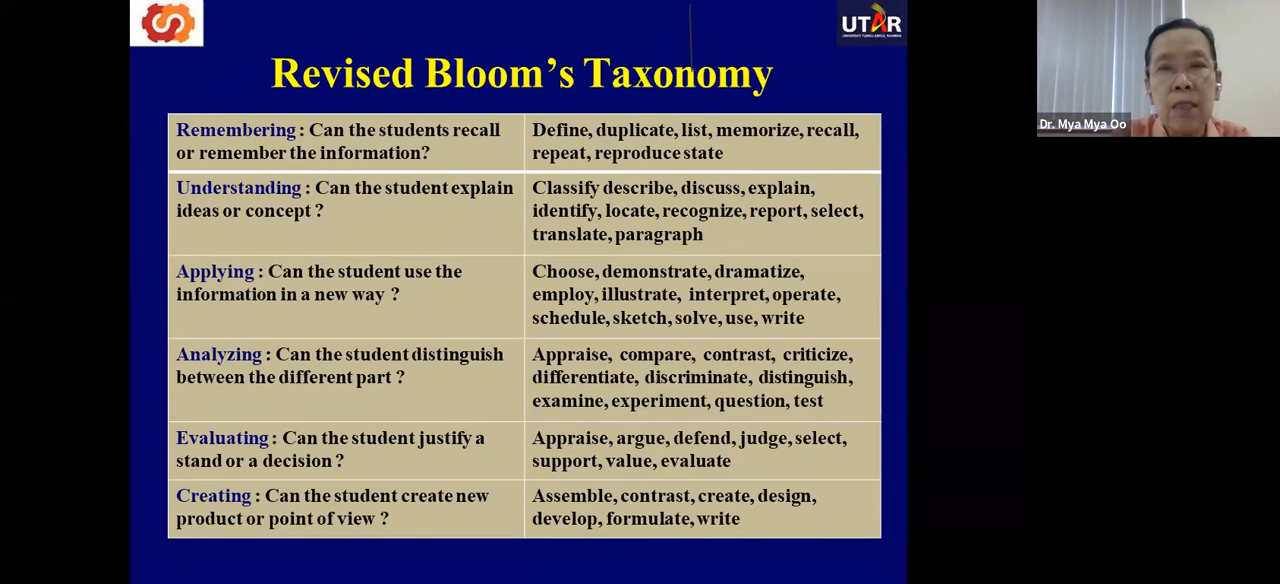 UTAR
UNIVERSITI TUNKU ABDUL RAHMAN
Revised Bloom's Taxonomy
Remembering : Can the students recall
or remember the information?
Define, duplicate, list, memorize, recall,
repeat, reproduce state
Understanding : Can the student explain
ideas or concept ?
Classify describe, discuss, explain,
identify, locate, recognize, report, select,
translate, paragraph
Applying : Can the student use the
information in a new way ?
Choose, demonstrate, dramatize,
employ, illustrate, interpret, operate,
schedule, sketch, solve, use, write
Analyzing : Can the student distinguish
between the different part ?
Appraise, compare, contrast, criticize,
differentiate, discriminate, distinguish,
examine, experiment, question, test
Evaluating : Can the student justify a
stand or a decision ?
Appraise, argue, defend, judge, select,
support, value, evaluate
Creating : Can the student create new
product or point of view ?
Assemble, contrast, create, design,
develop, formulate, write
Dr. Mya Mya Oo